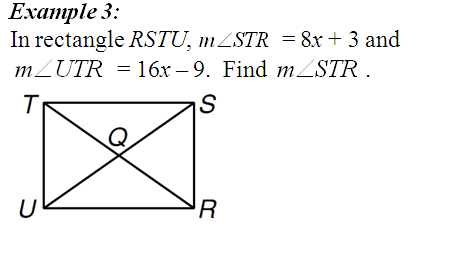 Example 3:
In rectangle RSTU, m∠STR = 8x + 3 and
m∠UTR = 16x – 9. Find m∠STR .
T S
Q
U R